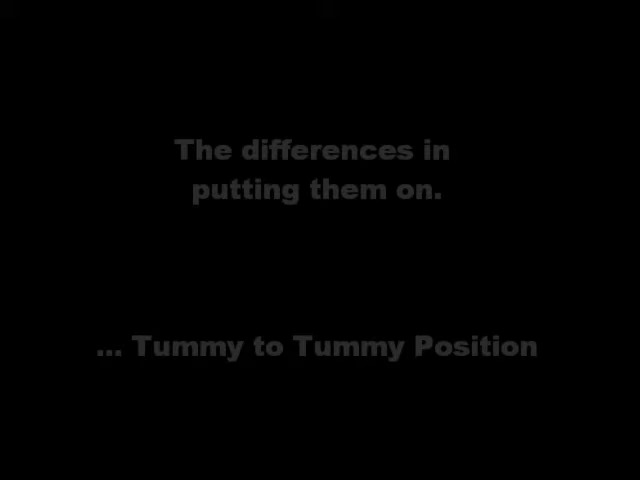 The differences in
putting them on.
... Tummy to Tummy Position